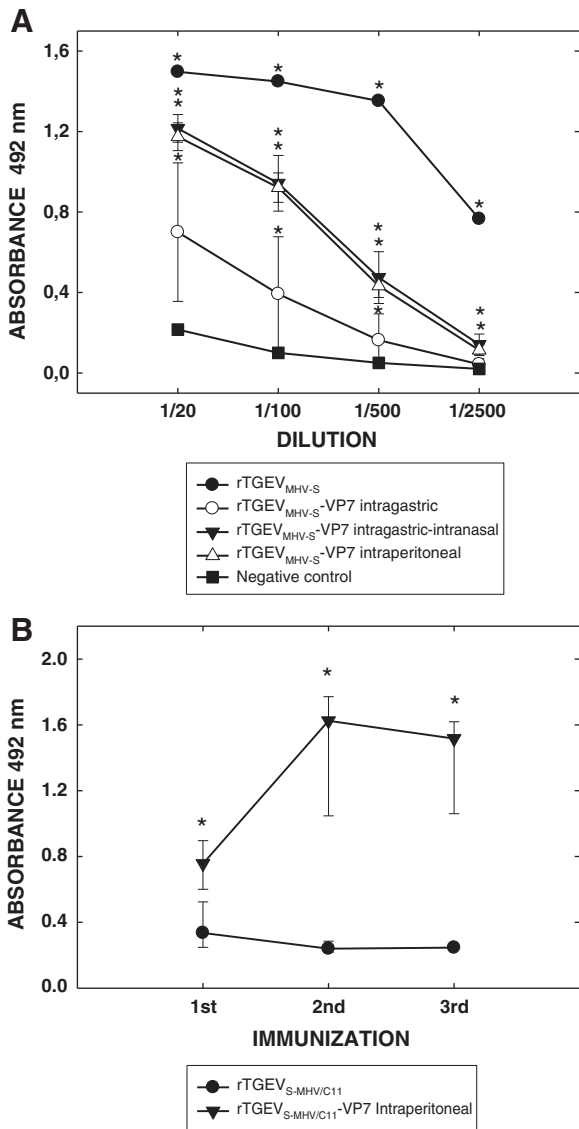 A
ABSORBANCE 492 nm
1,6
1,2
0,8
0,4
0,0
* * * *
* * * *
* * * *
* * *
1/20 1/100 1/500 1/2500
DILUTION
rTGEVMHV-S
rTGEVMHV-S-VP7 intragastric
rTGEVMHV-S-VP7 intragastric-intranasal
rTGEVMHV-S-VP7 intraperitoneal
Negative control
B
ABSORBANCE 492 nm
2.0
1.6
1.2
0.8
0.4
0.0
* * *
1st 2nd 3rd
IMMUNIZATION
rTGEVS-MHV/C11
rTGEVS-MHV/C11-VP7 Intraperitoneal